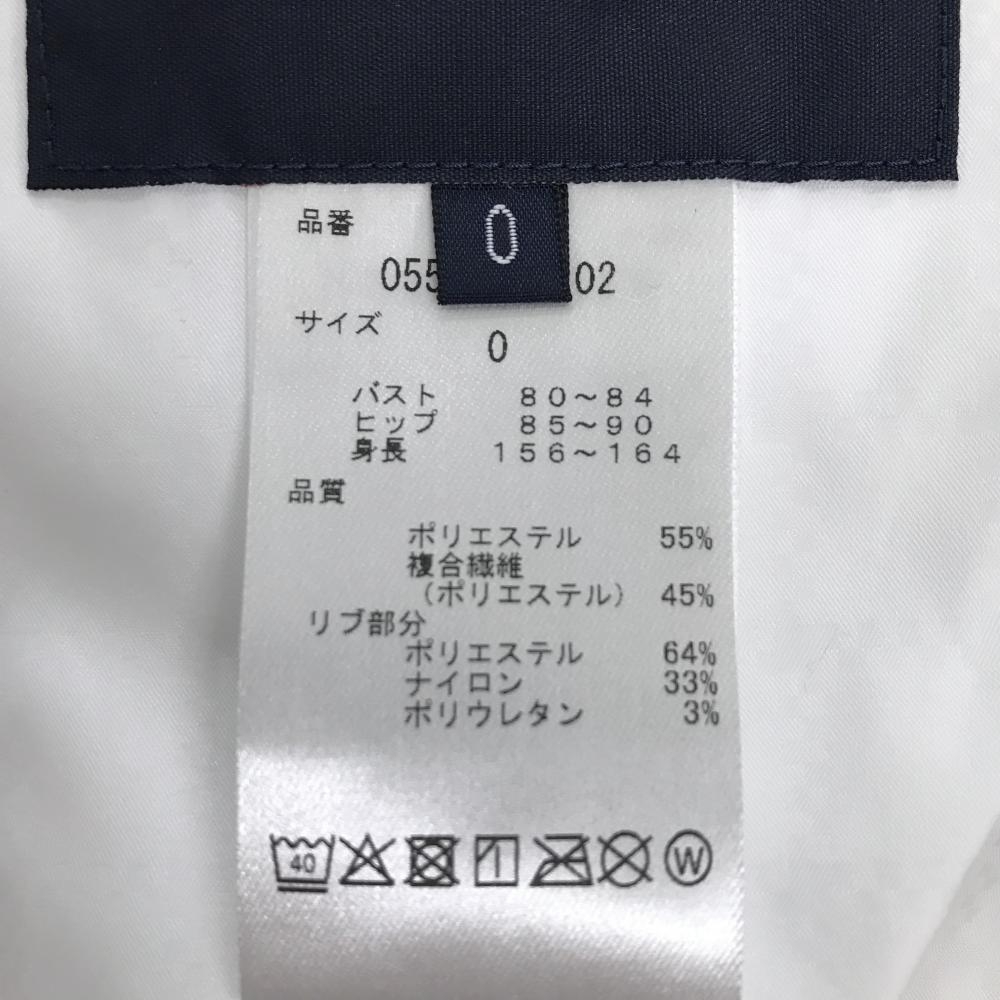 0
品番
055 02
サイズ
0
バスト 80～84
ヒップ 85～90
身長 156～164
品質
ポリエステル 55%
複合繊維
(ポリエステル) 45%
リブ部分
ポリエステル 64%
ナイロン 33%
ポリウレタン 3%
40 W